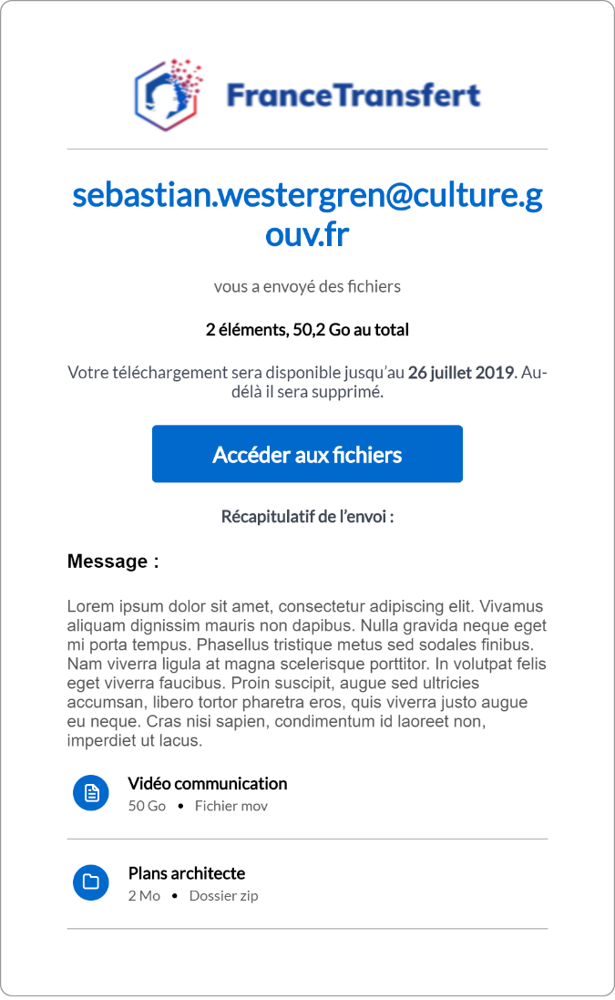 FranceTransfert
sebastian.westergren@culture.g
ouv.fr
vous a envoyé des fichiers
2 éléments, 50,2 Go au total
Votre téléchargement sera disponible jusqu’au 26 juillet 2019. Au-
délà il sera supprimé.
Accéder aux fichiers
Récapitulatif de l’envoi :
Message :
Lorem ipsum dolor sit amet, consectetur adipiscing elit. Vivamus
aliquam dignissim mauris non dapibus. Nulla gravida neque eget
mi porta tempus. Phasellus tristique metus sed sodales finibus.
Nam viverra ligula at magna scelerisque porttitor. In volutpat felis
eget viverra faucibus. Proin suscipit, augue sed ultricies
accumsan, libero tortor pharetra eros, quis viverra justo augue
eu neque. Cras nisi sapien, condimentum id laoreet non,
imperdiet ut lacus.
Vidéo communication
50 Go • Fichier mov
Plans architecte
2 Mo • Dossier zip